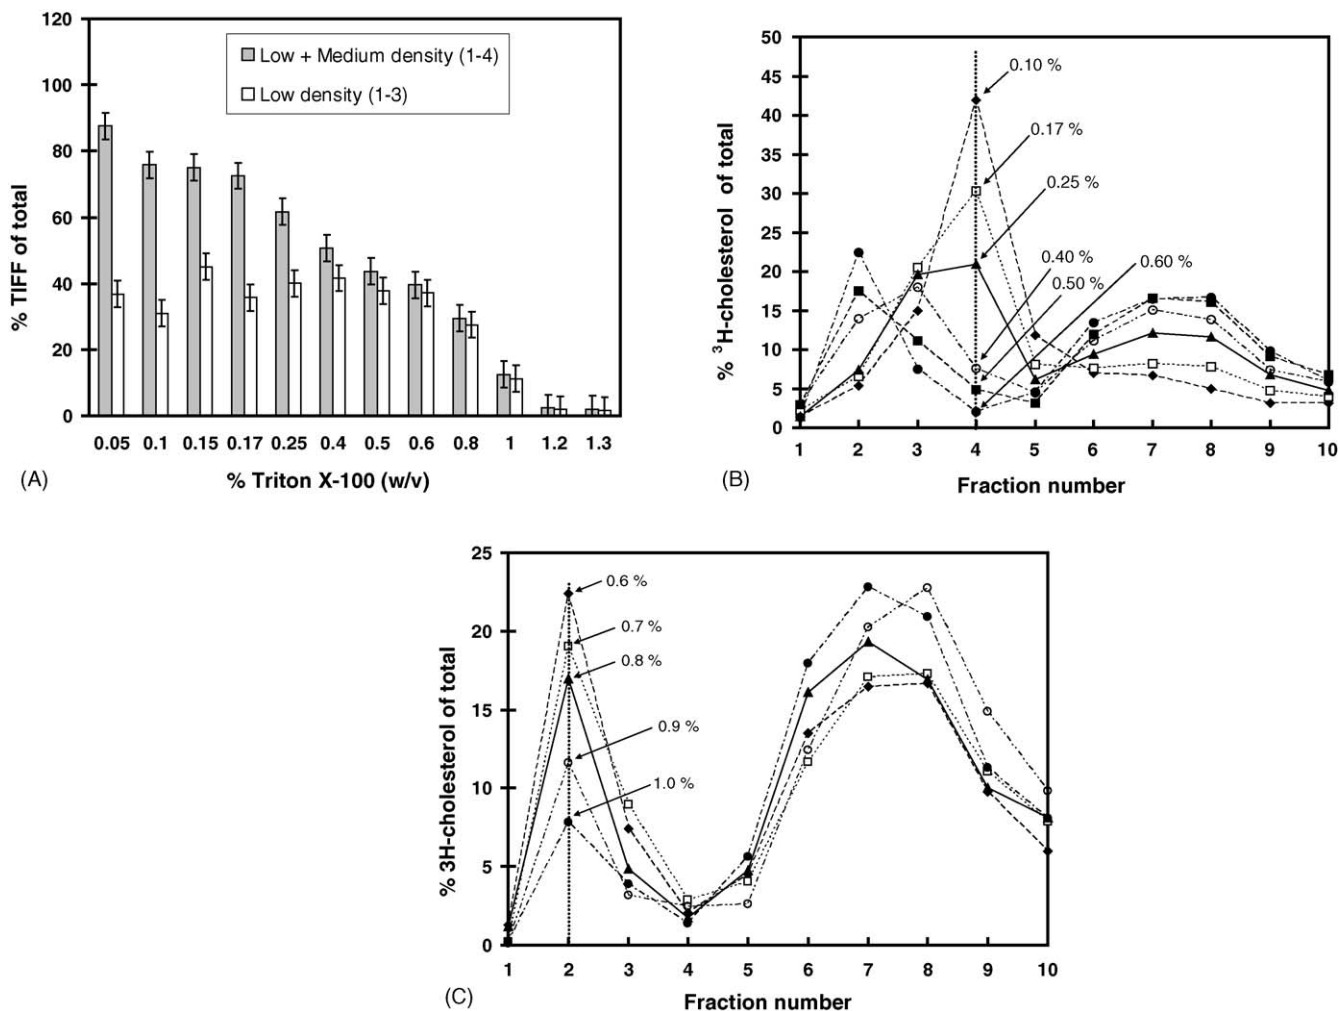 120
100
80
60
40
20
0
% TIFF of total
Low + Medium density (1-4)
Low density (1-3)
0.05 0.1 0.15 0.17 0.25 0.4 0.5 0.6 0.8 1 1.2 1.3
% Triton X-100 (w/v)
(A)
50
45
40
35
30
25
20
15
10
5
0
% ³H-cholesterol of total
0.10 %
0.17 %
0.25 %
0.40 %
0.50 %
0.60 %
1 2 3 4 5 6 7 8 9 10
Fraction number
(B)
25
20
15
10
5
0
% 3H-cholesterol of total
0.6 %
0.7 %
0.8 %
0.9 %
1.0 %
1 2 3 4 5 6 7 8 9 10
Fraction number
(C)